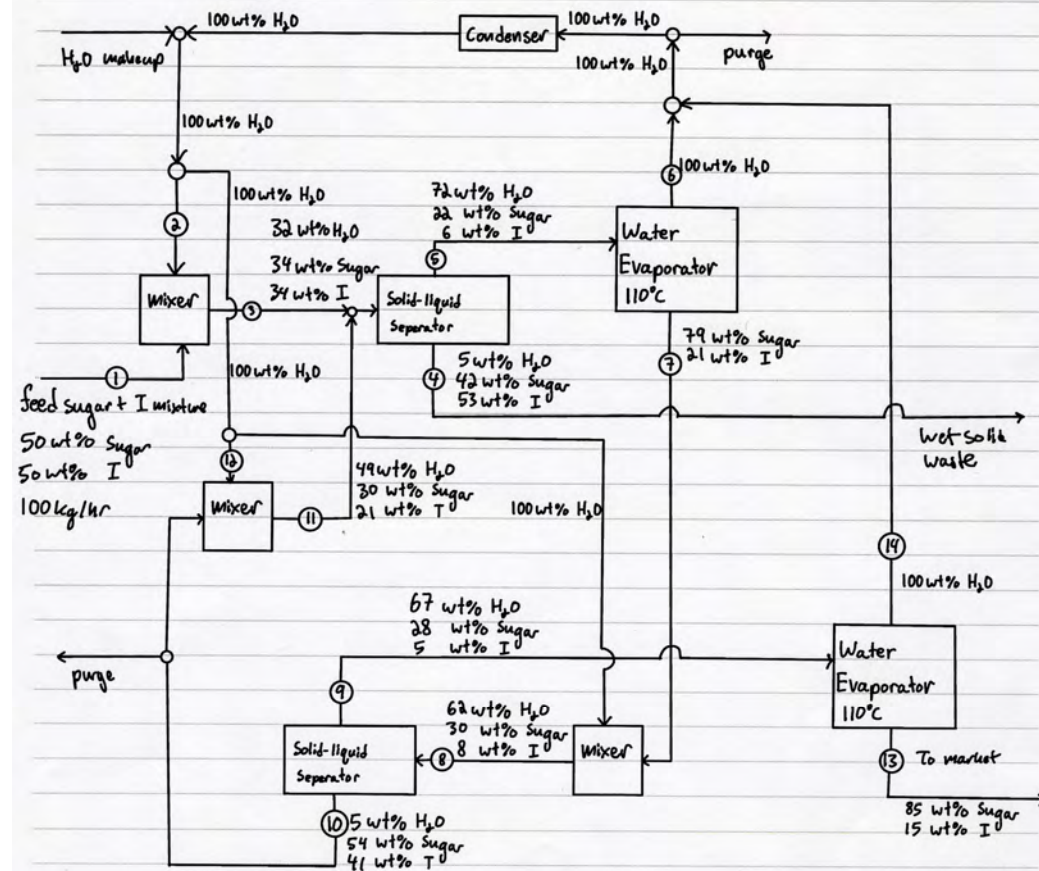 100 wt% H₂O
100 wt% H₂O
Condenser
H₂O makeup
purge
100 wt% H₂O
100 wt% H₂O
100 wt% H₂O
100 wt% H₂O
6
72 wt% H₂O
22 wt% Sugar
6 wt% I
2
32 wt% H₂O
34 wt% Sugar
34 wt% I
5
Water
Evaporator
110°C
mixer
3
Solid-liquid
Seperator
79 wt% Sugar
21 wt% I
7
5 wt% H₂O
42 wt% Sugar
53 wt% I
4
100 wt% H₂O
1
feed sugar + I mixture
50 wt% Sugar
50 wt% I
100 kg/hr
Wet solid
waste
12
mixer
11
49 wt% H₂O
30 wt% Sugar
21 wt% I
100 wt% H₂O
14
100 wt% H₂O
67 wt% H₂O
28 wt% Sugar
5 wt% I
purge
9
Water
Evaporator
110°C
62 wt% H₂O
30 wt% Sugar
8 wt% I
Solid-liquid
Seperator
8
mixer
13
To market
85 wt% Sugar
15 wt% I
10
5 wt% H₂O
54 wt% Sugar
41 wt% I